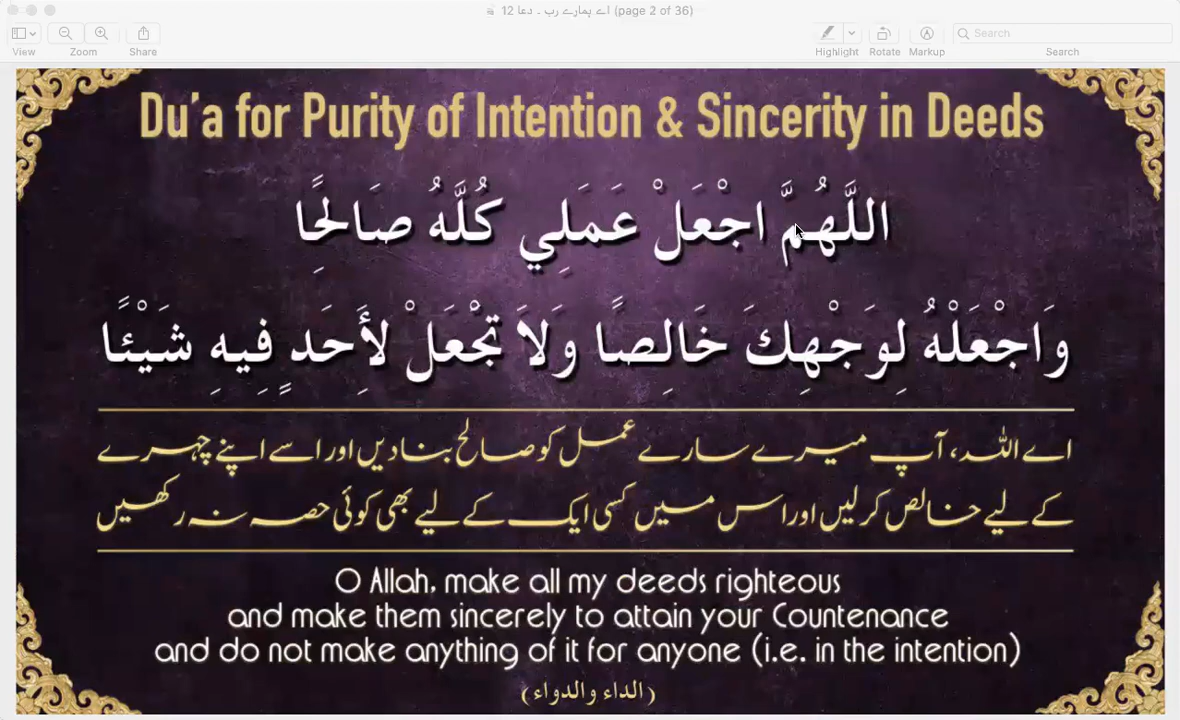 اے ہمارے رب ۔ دعا 12 (page 2 of 36)
View Zoom Share Highlight Rotate Markup Search
Search
Du’a for Purity of Intention & Sincerity in Deeds
اللَّهُمَّ اجْعَلْ عَمَلِي كُلَّهُ صَالِحًا
وَاجْعَلْهُ لِوَجْهِكَ خَالِصًا وَلاَ تَجْعَلْ لأَحَدٍ فِيهِ شَيْئًا
اے اللہ، آپ میرے سارے عمل کو صالح بنا دیں اور اسے اپنے چہرے
کے لیے خالص کر لیں اور اس میں کسی ایک کے لیے بھی کوئی حصہ نہ رکھیں
O Allah, make all my deeds righteous
and make them sincerely to attain your Countenance
and do not make anything of it for anyone (i.e. in the intention)
(الداء والدواء)